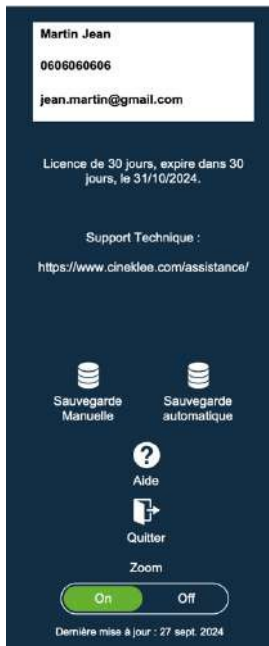 Martin Jean
0606060606
jean.martin@gmail.com
Licence de 30 jours, expire dans 30
jours, le 31/10/2024.
Support Technique :
https://www.cineklee.com/assistance/
Sauvegarde Manuelle
Sauvegarde automatique
?
Aide
Quitter
Zoom
On Off
Dernière mise à jour : 27 sept. 2024